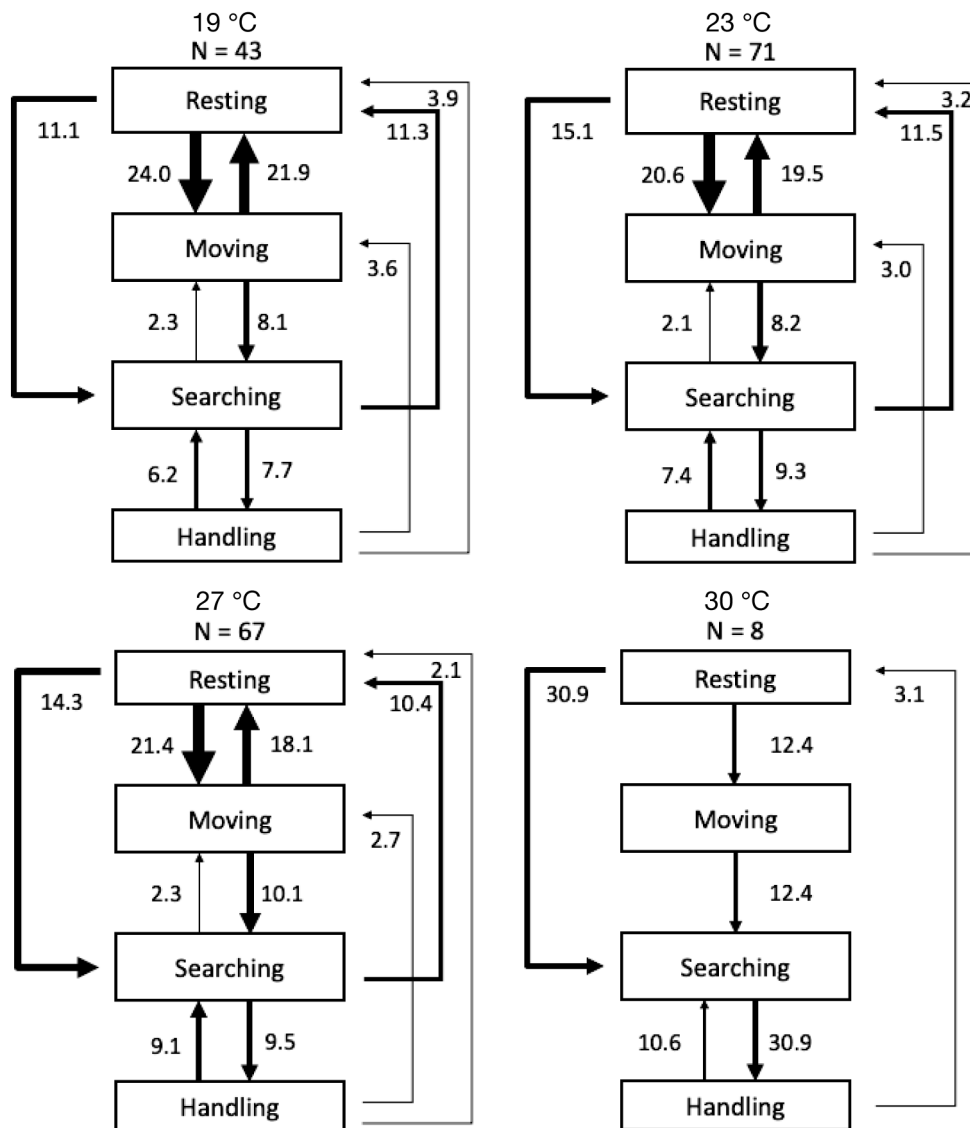 19 °C
N = 43
Resting
3.9
11.1
11.3
24.0
21.9
Moving
3.6
2.3
8.1
Searching
6.2
7.7
Handling
23 °C
N = 71
Resting
3.2
15.1
11.5
20.6
19.5
Moving
3.0
2.1
8.2
Searching
7.4
9.3
Handling
27 °C
N = 67
Resting
2.1
14.3
10.4
21.4
18.1
Moving
2.7
2.3
10.1
Searching
9.1
9.5
Handling
30 °C
N = 8
Resting
30.9
3.1
12.4
Moving
12.4
Searching
10.6
30.9
Handling